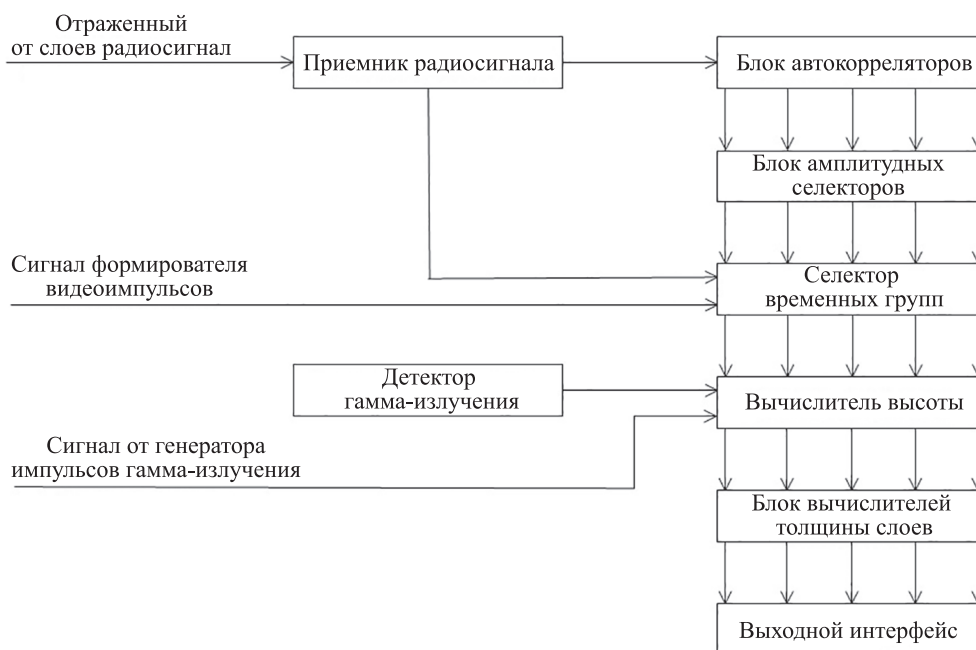 Отраженный
от слоев радиосигнал
Приемник радиосигнала
Блок автокорреляторов
Блок амплитудных
селекторов
Сигнал формирователя
видеоимпульсов
Селектор
временных групп
Детектор
гамма-излучения
Вычислитель высоты
Сигнал от генератора
импульсов гамма-излучения
Блок вычислителей
толщины слоев
Выходной интерфейс